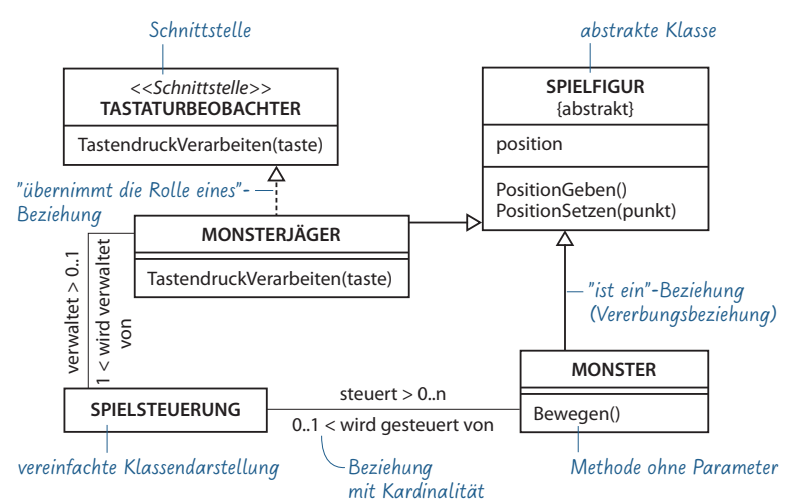 Schnittstelle
abstrakte Klasse
<<Schnittstelle>>
TASTATURBEOBACHTER
TastendruckVerarbeiten(taste)
SPIELFIGUR
{abstrakt}
position
PositionGeben()
PositionSetzen(punkt)
"übernimmt die Rolle eines"-
Beziehung
MONSTERJÄGER
TastendruckVerarbeiten(taste)
verwaltet > 0..1
1 < wird verwaltet
von
"ist ein"-Beziehung
(Vererbungsbeziehung)
MONSTER
Bewegen()
SPIELSTEUERUNG
steuert > 0..n
0..1 < wird gesteuert von
vereinfachte Klassendarstellung
Beziehung
mit Kardinalität
Methode ohne Parameter